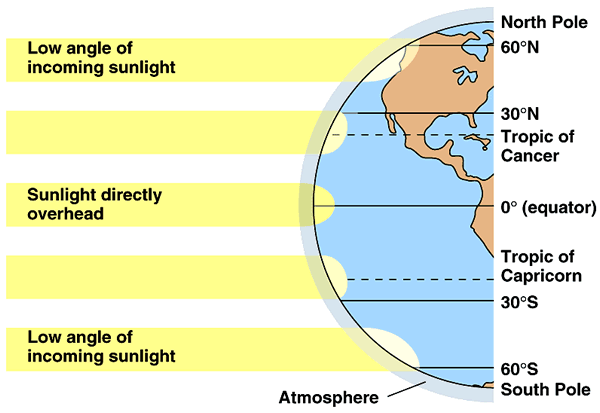 North Pole
Low angle of
incoming sunlight
60°N
30°N
Tropic of
Cancer
Sunlight directly
overhead
0° (equator)
Tropic of
Capricorn
30°S
Low angle of
incoming sunlight
60°S
South Pole
Atmosphere